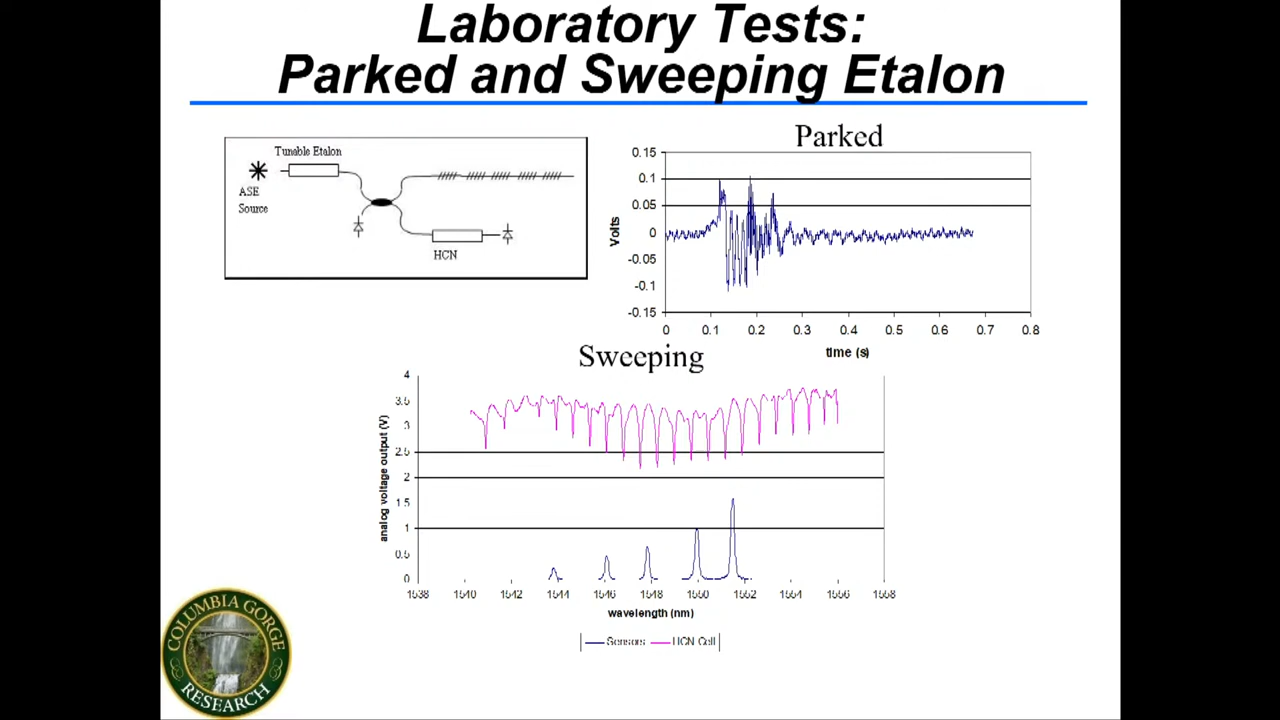 Laboratory Tests:
Parked and Sweeping Etalon
Tunable Etalon
ASE
Source
HCN
Parked
0.15
0.1
0.05
0
-0.05
-0.1
-0.15
Volts
0 0.1 0.2 0.3 0.4 0.5 0.6 0.7 0.8
time (s)
Sweeping
4
3.5
3
2.5
2
1.5
1
0.5
0
analog voltage output (V)
1538 1540 1542 1544 1546 1548 1550 1552 1554 1556 1558
wavelength (nm)
Sensors HCN Cell
COLUMBIA GORGE
RESEARCH